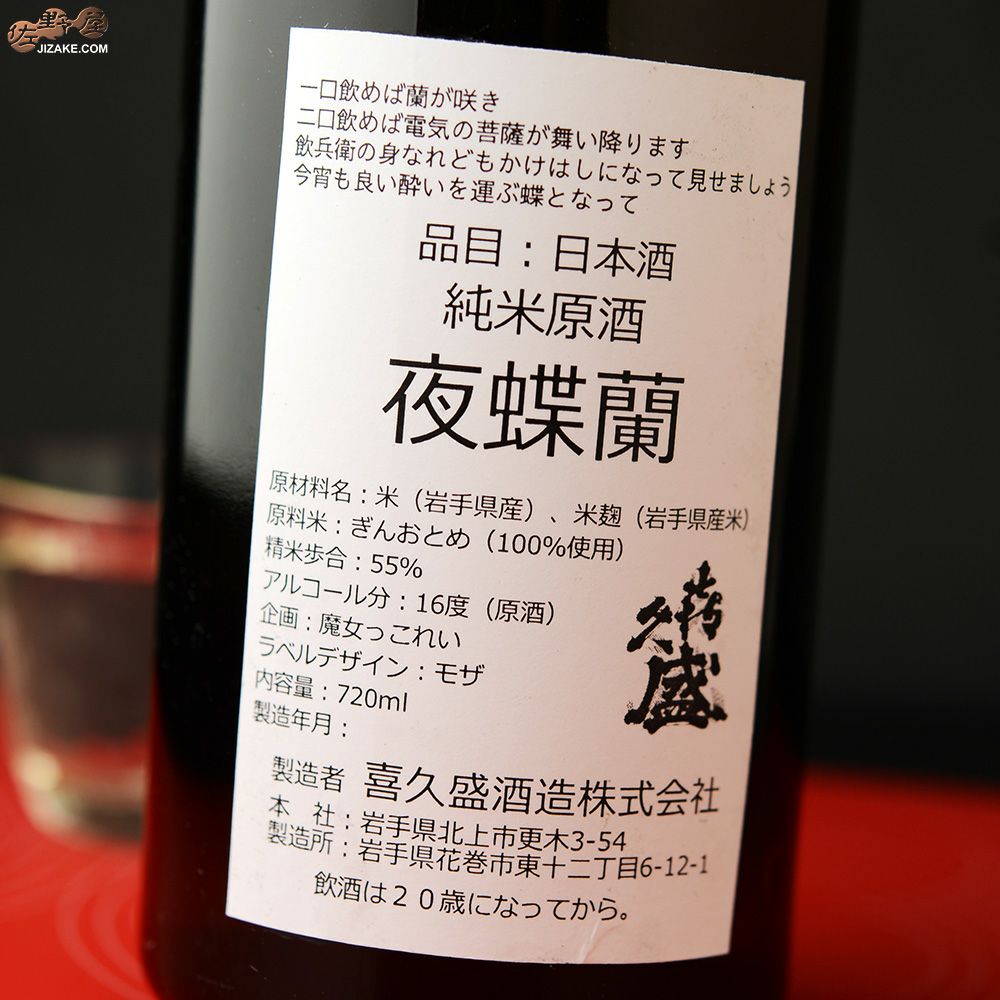 佐野屋
JIZAKE.COM
一口飲めば蘭が咲き
二口飲めば電気の菩薩が舞い降ります
飲兵衛の身なれどもかけはしになって見せましょう
今宵も良い酔いを運ぶ蝶となって
品目：日本酒
純米原酒
夜蝶蘭
原材料名：米（岩手県産）、米麹（岩手県産米）
原料米：ぎんおとめ（100%使用）
精米歩合：55%
アルコール分：16度（原酒）
企画：魔女っこれい
ラベルデザイン：モザ
内容量：720ml
製造年月：
喜久盛
製造者 喜久盛酒造株式会社
本　社：岩手県北上市更木3-54
製造所：岩手県花巻市東十二丁目6-12-1
飲酒は２０歳になってから。